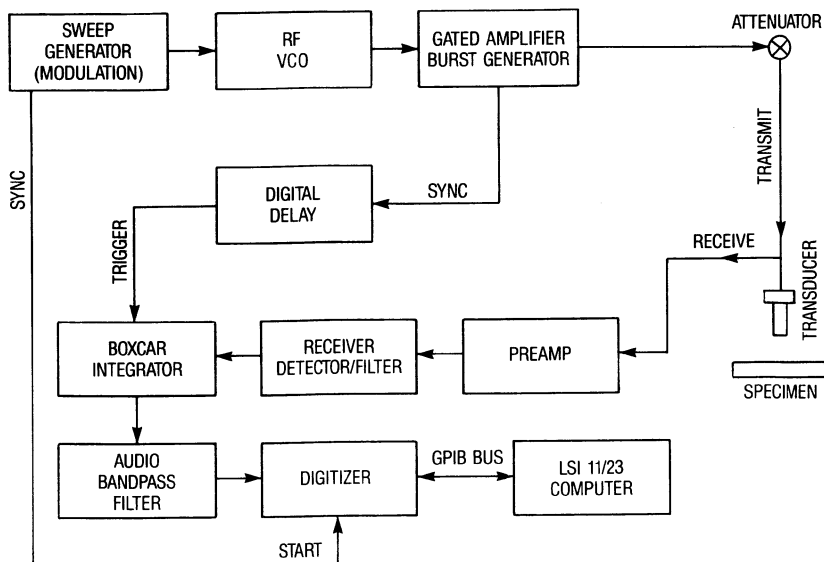 SWEEP
GENERATOR
(MODULATION)
RF
VCO
GATED AMPLIFIER
BURST GENERATOR
ATTENUATOR
TRANSMIT
SYNC
DIGITAL
DELAY
SYNC
TRIGGER
RECEIVE
TRANSDUCER
BOXCAR
INTEGRATOR
RECEIVER
DETECTOR/FILTER
PREAMP
SPECIMEN
AUDIO
BANDPASS
FILTER
DIGITIZER
GPIB BUS
LSI 11/23
COMPUTER
START